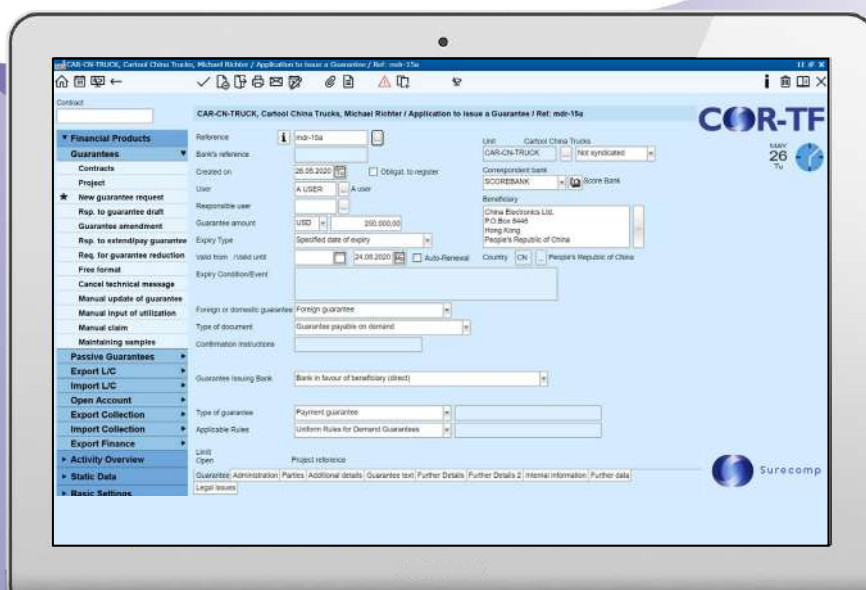 CAR-CN-TRUCK, Cartool China Trucks, Michael Richter / Application to Issue a Guarantee / Ref: mdr-15a
Contract
CAR-CN-TRUCK, Cartool China Trucks, Michael Richter / Application to Issue a Guarantee / Ref: mdr-15a
COR-TF
MAY
26
Tu
Financial Products
Guarantees
Contracts
Project
New guarantee request
Rsp. to guarantee draft
Guarantee amendment
Rsp. to extend/pay guarantee
Req. for guarantee reduction
Free format
Cancel technical message
Manual update of guarantee
Manual input of utilization
Manual claim
Maintaining samples
Passive Guarantees
Export L/C
Import L/C
Open Account
Export Collection
Import Collection
Export Finance
Activity Overview
Static Data
Basic Settings
Reference mdr-15a
Bank's reference
Created on 26.05.2020 Obligat. to register
User A USER A user
Responsible user
Guarantee amount USD 250.000,00
Expiry Type Specified date of expiry
Valid from /Valid until 24.08.2020 Auto-Renewal
Expiry Condition/Event
Foreign or domestic guarantee Foreign guarantee
Type of document Guarantee payable on demand
Confirmation Instructions
Guarantee Issuing Bank Bank in favour of beneficiary (direct)
Type of guarantee Payment guarantee
Applicable Rules Uniform Rules for Demand Guarantees
Limit
Open Project reference
Unit Cartool China Trucks
CAR-CN-TRUCK Not syndicated
Correspondent bank
SCOREBANK Score Bank
Beneficiary
China Electronics Ltd.
P.O.Box 8446
Hong Kong
People's Republic of China
Country CN People's Republic of China
Guarantee Administration Parties Additional details Guarantee text Further Details Further Details 2 Internal information Further data
Legal issues
Surecomp